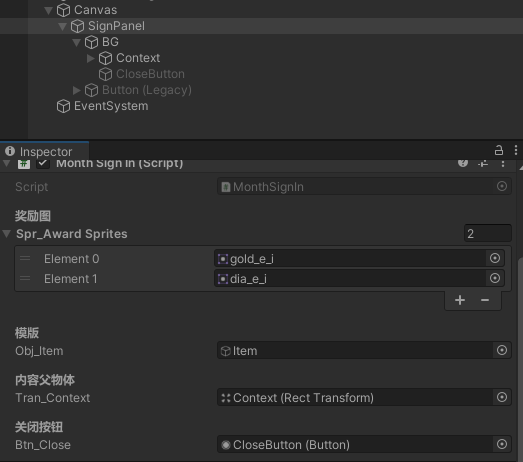 Canvas
SignPanel
BG
Context
CloseButton
Button (Legacy)
EventSystem
Inspector
Month Sign In (Script)
Script MonthSignIn
奖励图
Spr_Award Sprites 2
Element 0 gold_e_i
Element 1 dia_e_i
模版
Obj_Item Item
内容父物体
Tran_Context Context (Rect Transform)
关闭按钮
Btn_Close CloseButton (Button)